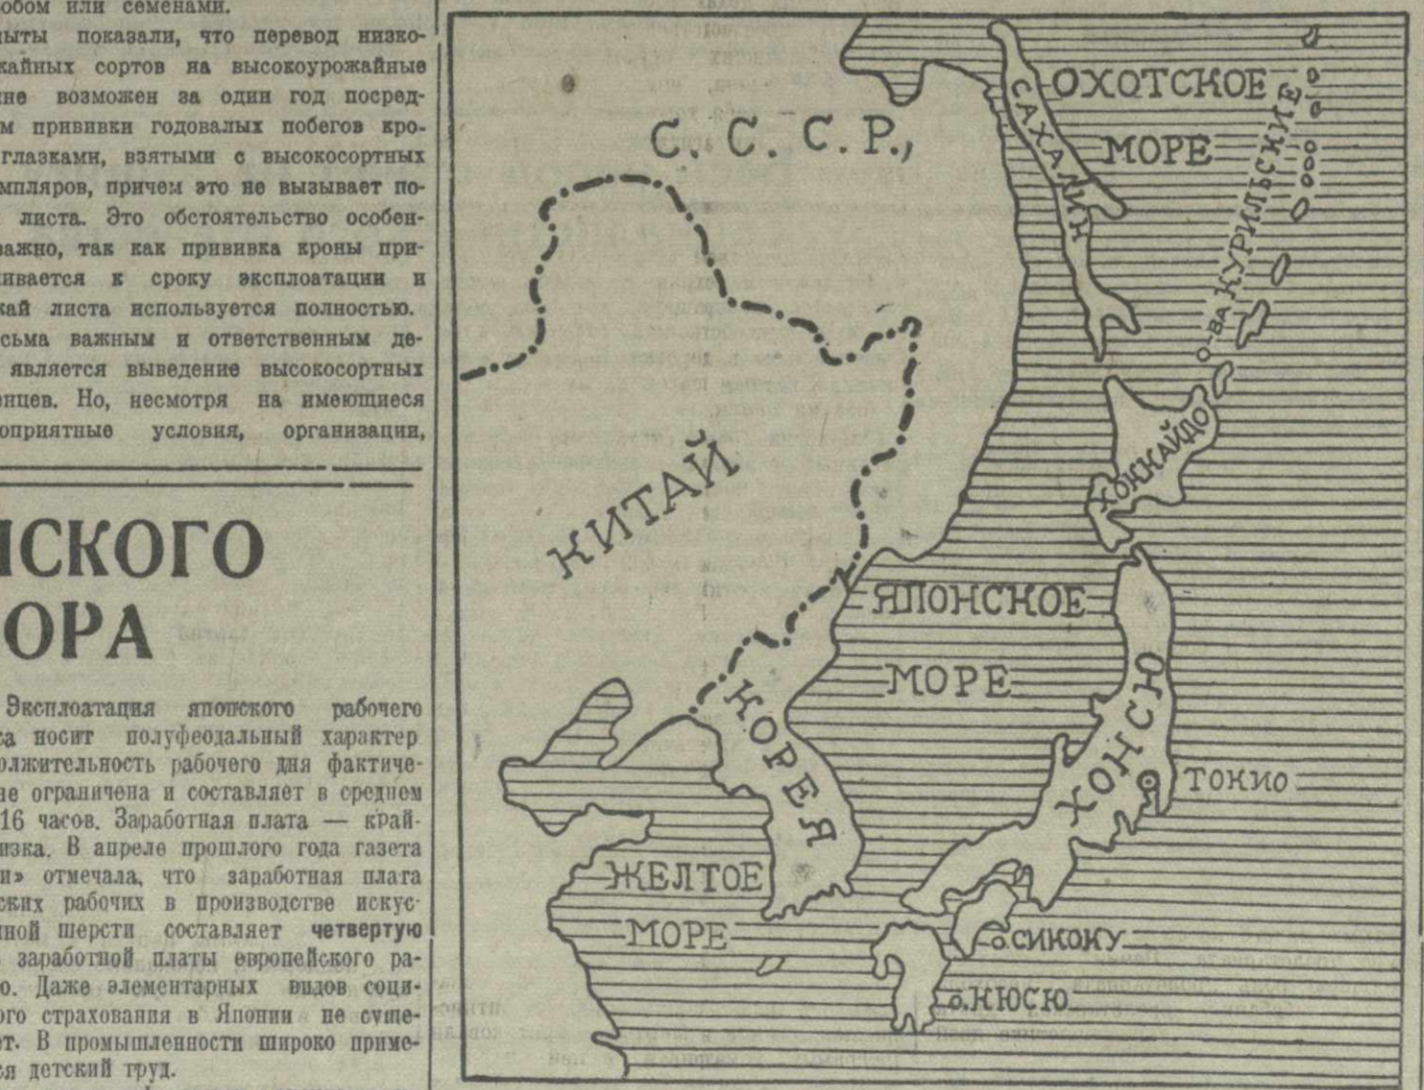 обом или семенами.
ыты показали, что перевод низко-
кайных сортов на высокоурожайные
не возможен за один год посред-
м прививки годовалых побегов кро-
глазками, взятыми с высокосортных
мпляров, причем это не вызывает по-
листа. Это обстоятельство особен-
важно, так как прививка кроны при-
ивается к сроку эксплоатации и
кай листа используется полностью.
сьма важным и ответственным де-
является выведение высокосортных
енцев. Но, несмотря на имеющиеся
оприятные условия, организации,
НСКОГО
ОРА
Эксплоатация японского рабочего
са носит полуфеодальный характер
олжительность рабочего дня фактиче-
не ограничена и составляет в среднем
16 часов. Заработная плата — край-
изка. В апреле прошлого года газета
и» отмечала, что заработная плата
ских рабочих в производстве искус-
нной шерсти составляет четвертую
заработной платы европейского ра-
о. Даже элементарных видов соци-
ого страхования в Японии не суще-
ет. В промышленности широко приме-
ся детский труд.
С. С. С. Р.,
САХАЛИН
ОХОТСКОЕ
МОРЕ
О-ВА КУРИЛЬСКИЕ
КИТАЙ
ХОККАЙДО
ЯПОНСКОЕ
МОРЕ
КОРЕЯ
ХОНСЮ
ТОКИО
ЖЕЛТОЕ
МОРЕ
о.СИКОКУ
о.КЮСЮ